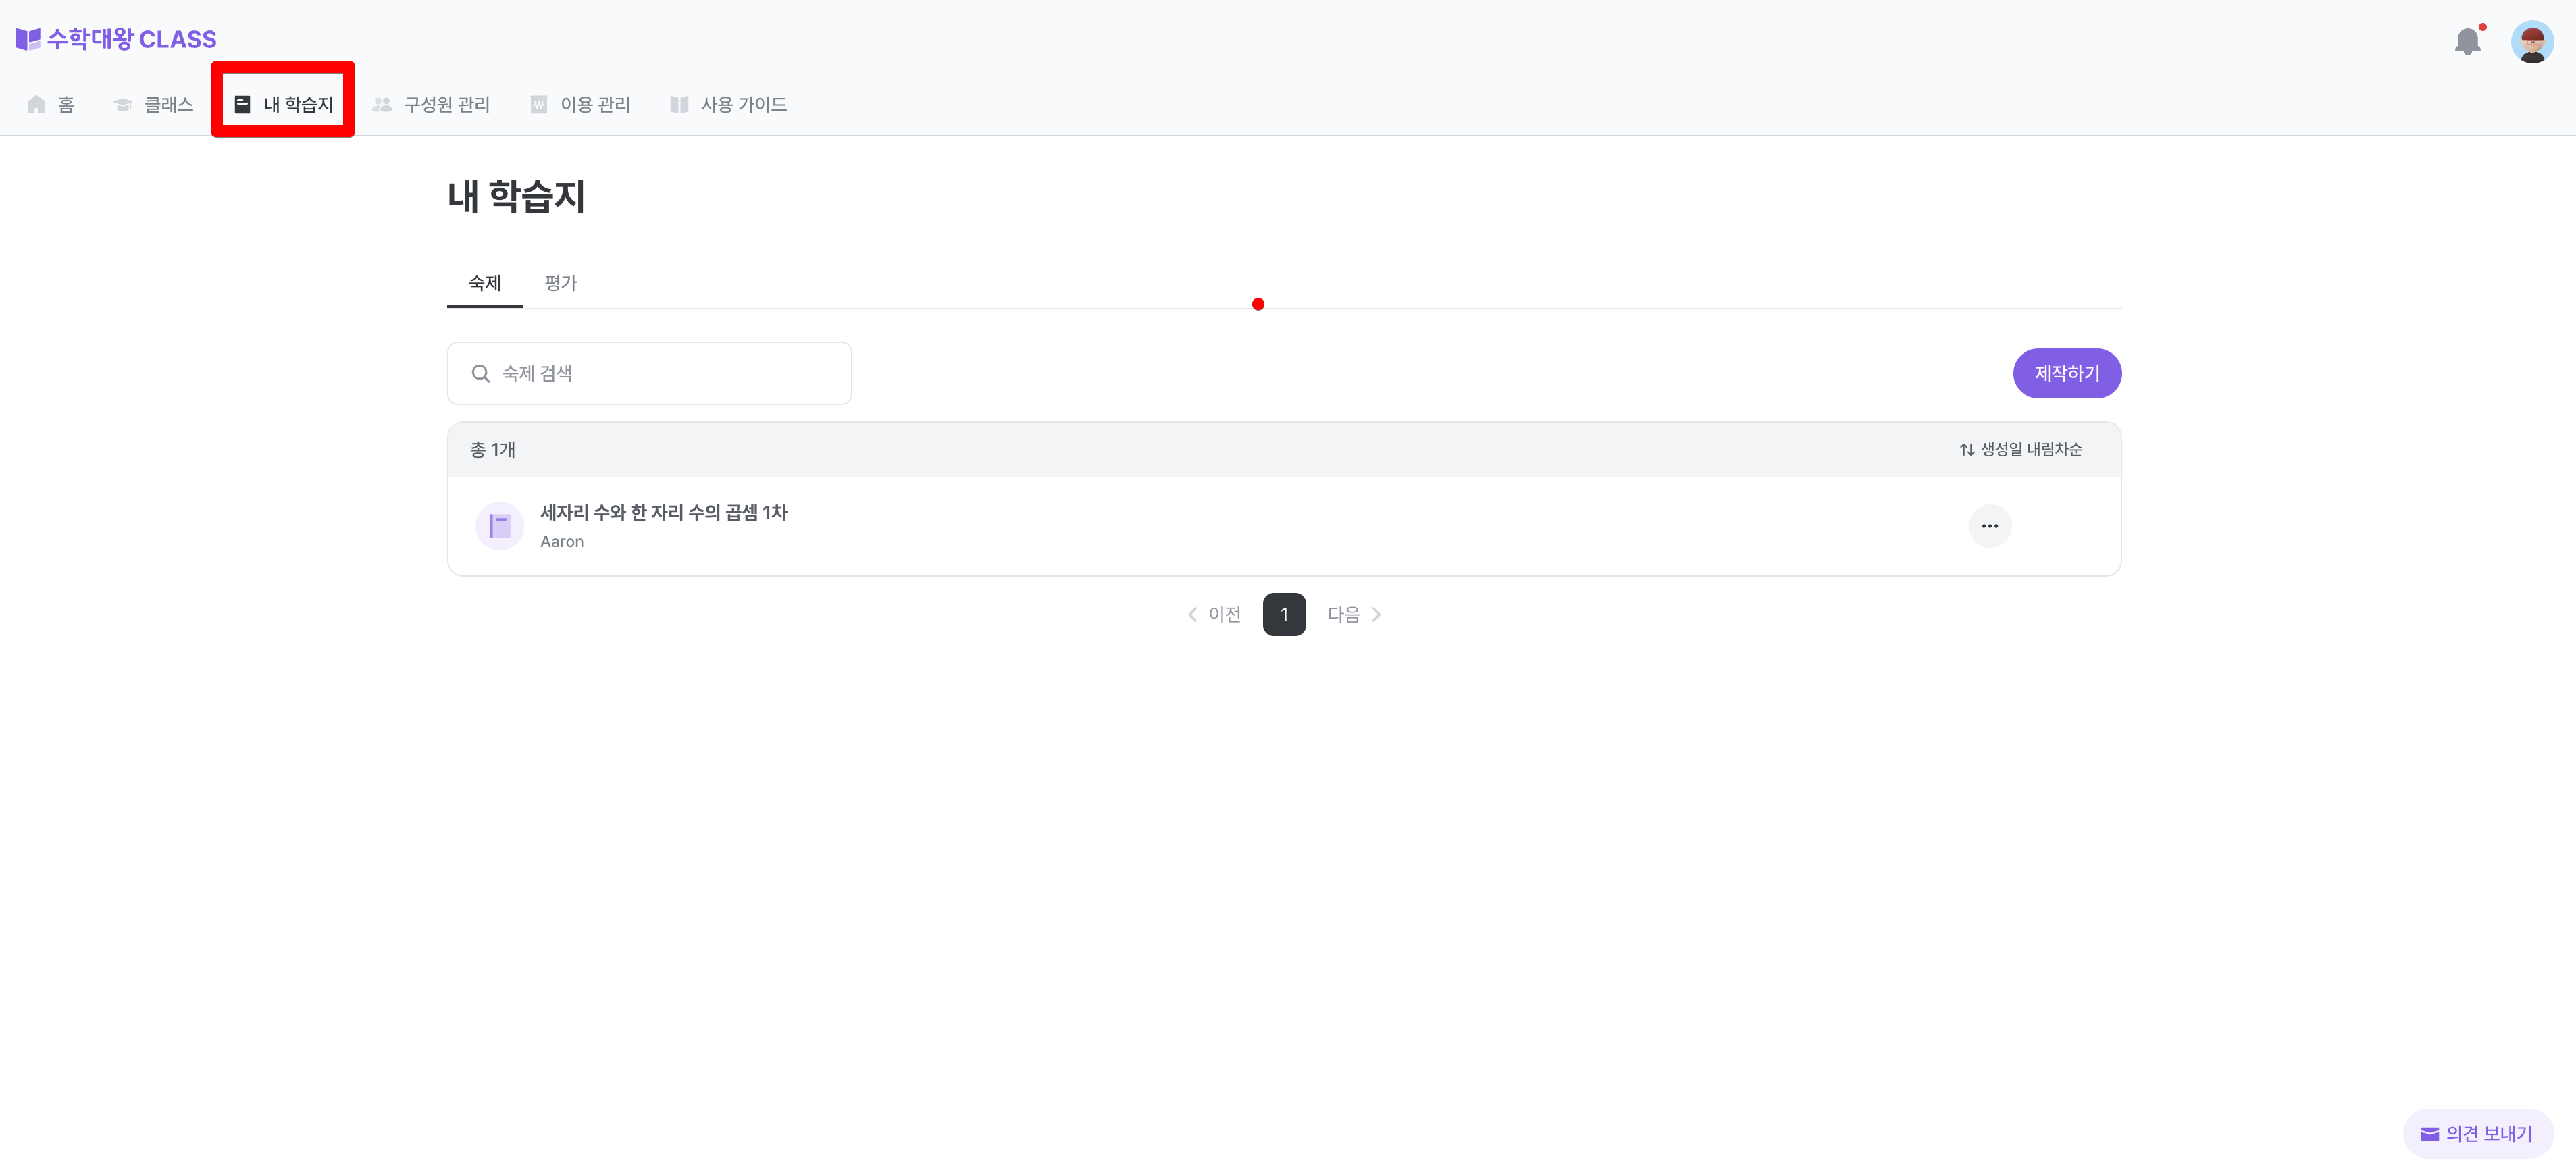 수학대왕 CLASS
홈 클래스 내 학습지 구성원 관리 이용 관리 사용 가이드
내 학습지
숙제 평가
숙제 검색 제작하기
총 1개 생성일 내림차순
세자리 수와 한 자리 수의 곱셈 1차
Aaron
이전 1 다음
의견 보내기